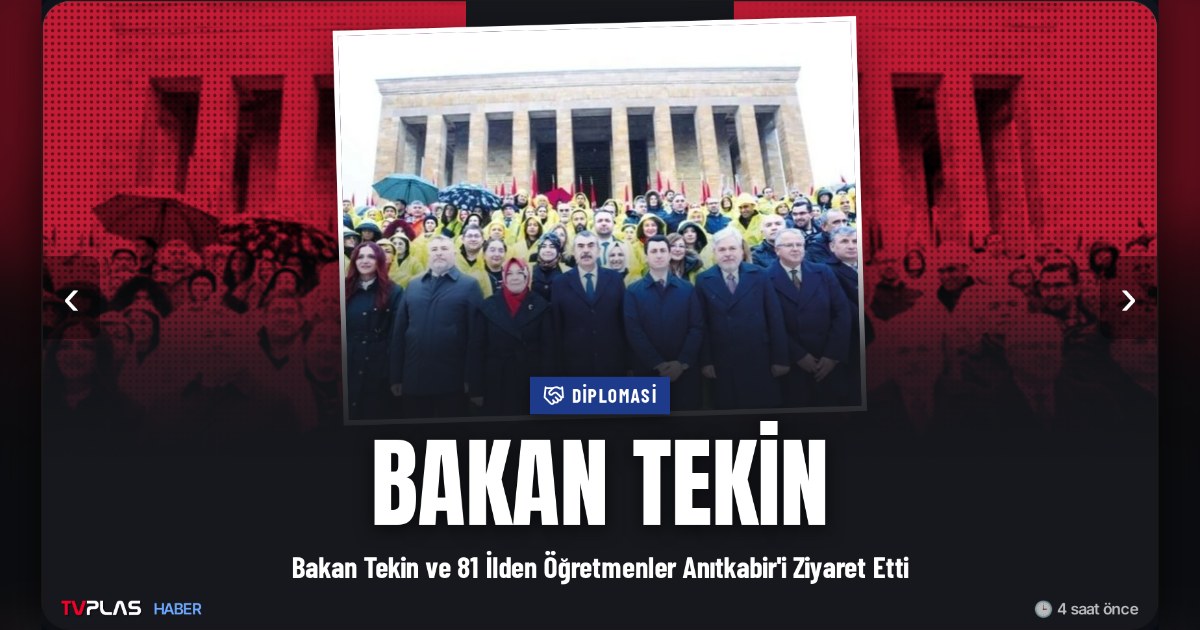 DİPLOMASİ
BAKAN TEKİN
Bakan Tekin ve 81 İlden Öğretmenler Anıtkabir'i Ziyaret Etti
TVPLAS HABER
4 saat önce